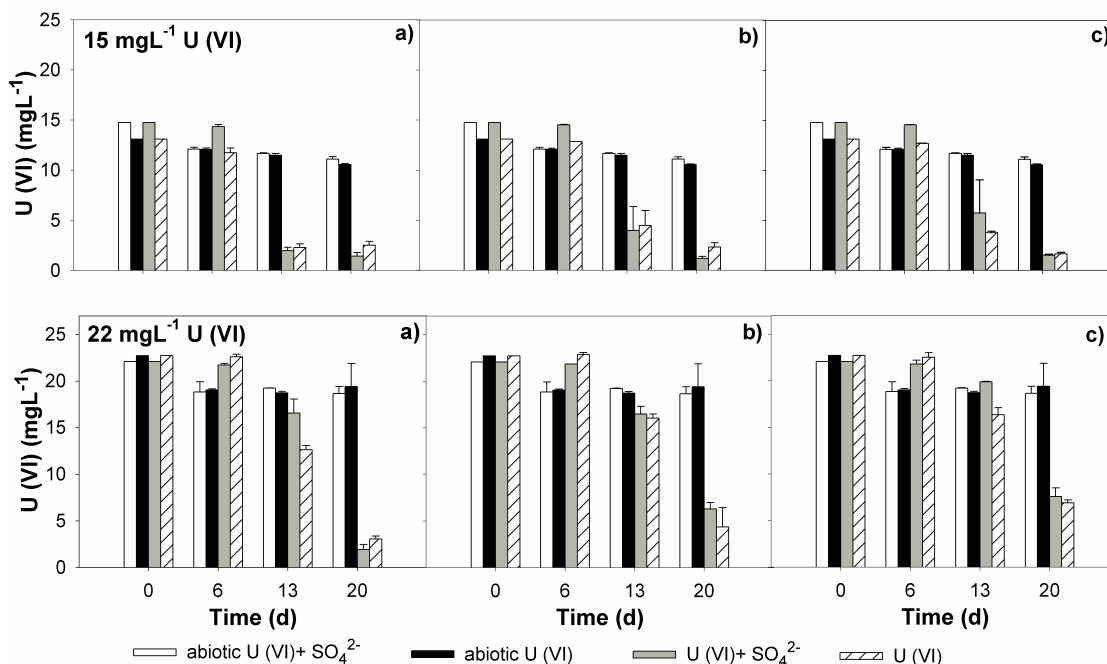 15 mgL⁻¹ U (VI)
a)
b)
c)
25
20
15
10
5
0
U (VI) (mgL⁻¹)
22 mgL⁻¹ U (VI)
a)
b)
c)
25
20
15
10
5
0
U (VI) (mgL⁻¹)
0 6 13 20
0 6 13 20
0 6 13 20
Time (d)
Time (d)
Time (d)
abiotic U (VI)+ SO₄²⁻
abiotic U (VI)
U (VI)+ SO₄²⁻
U (VI)